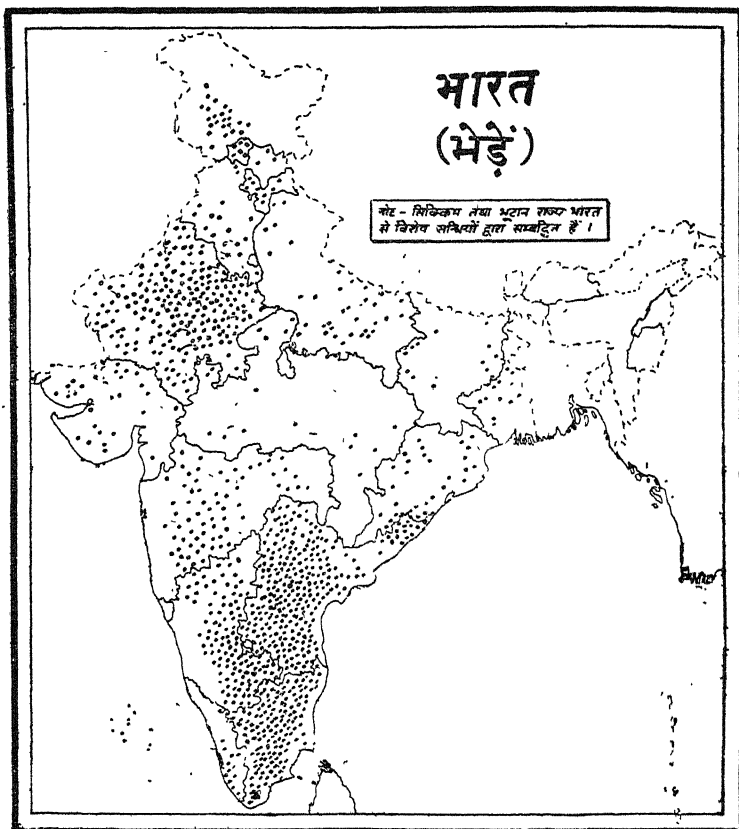 भारत
(भेड़ें)
नोट - सिक्किम तथा भूटान राज्य भारत
से विशेष सन्धियों द्वारा सम्बद्धित हैं ।